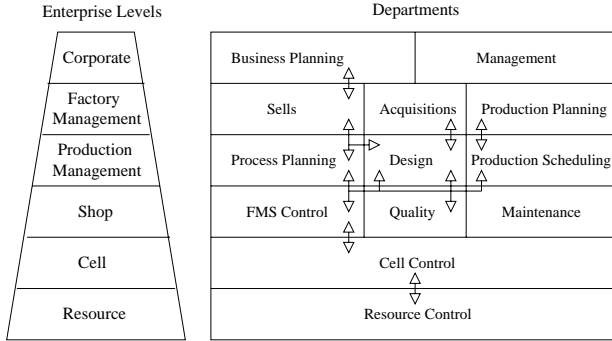 Enterprise Levels
Departments
Corporate
Business Planning
Management
Factory
Management
Sells
Acquisitions
Production Planning
Production
Management
Process Planning
Design
Production Scheduling
Shop
FMS Control
Quality
Maintenance
Cell
Cell Control
Resource
Resource Control